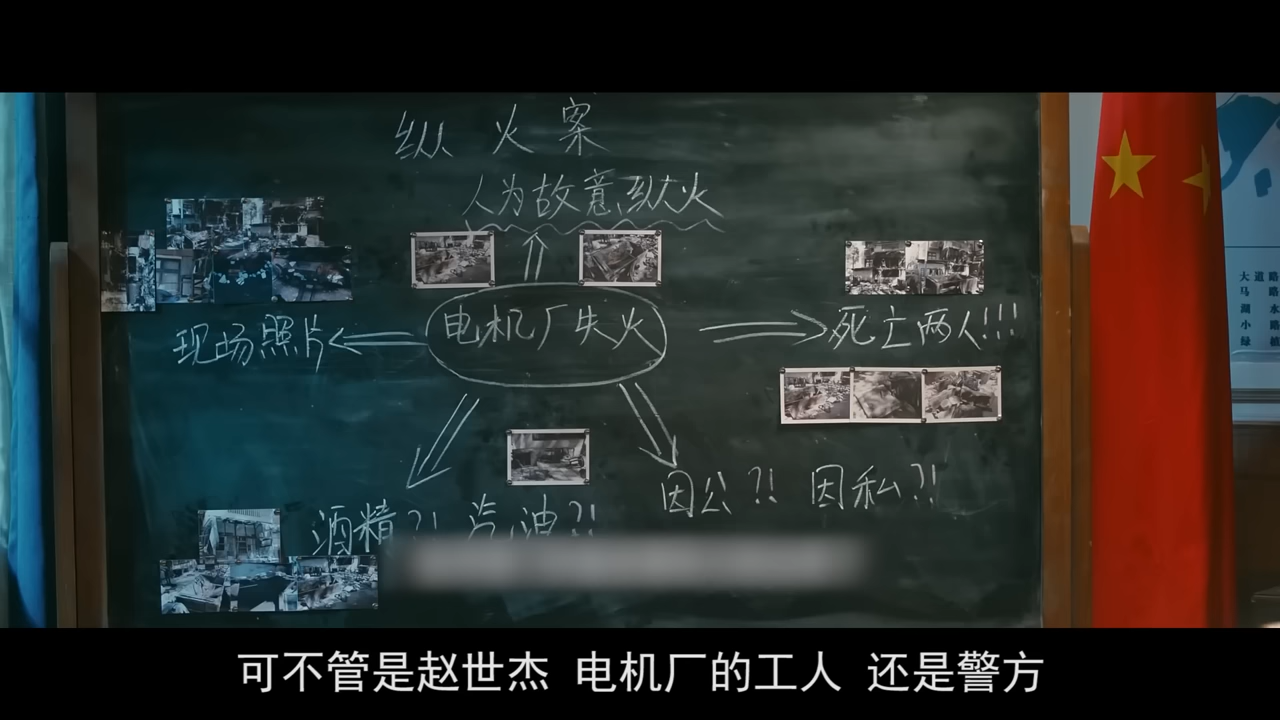 纵火案
人为故意纵火
现场照片
电机厂失火
死亡两人!!!
酒精?! 汽油?!
因公?! 因私?!
可不管是赵世杰 电机厂的工人 还是警方